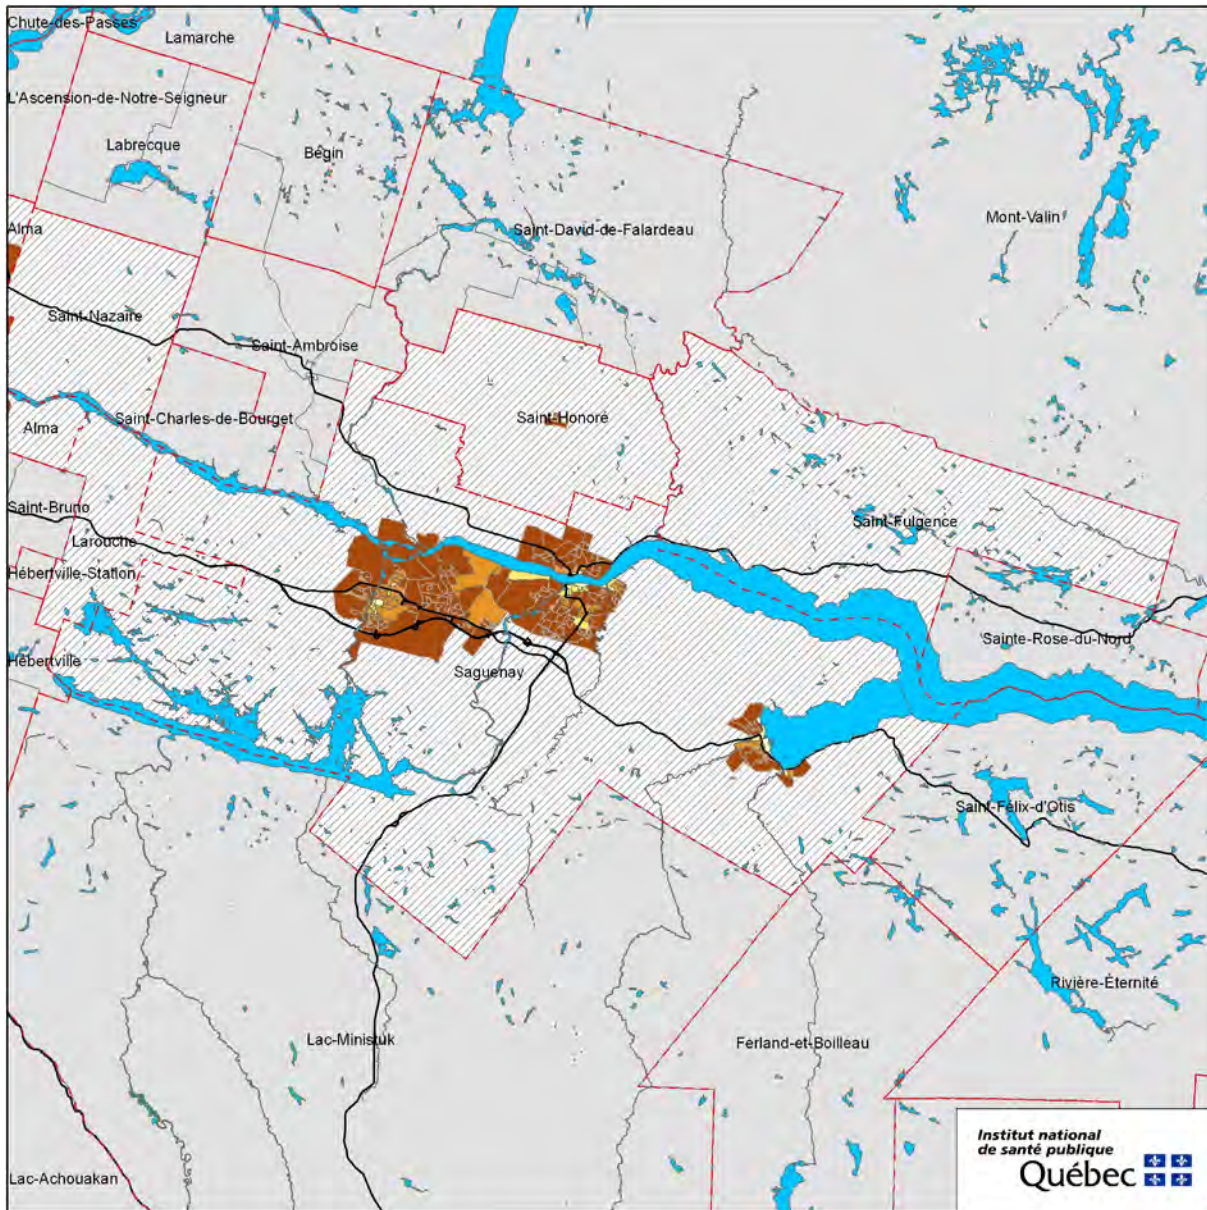 Chute-des-Passes
Lamarche
L'Ascension-de-Notre-Seigneur
Labrecque
Bégin
Alma
Saint-David-de-Falardeau
Mont-Valin
Saint-Nazaire
Saint-Ambroise
Saint-Charles-de-Bourget
Saint-Honoré
Alma
Saint-Bruno
Saint-Fulgence
Larouche
Hébertville-Station
Sainte-Rose-du-Nord
Hébertville
Saguenay
Saint-Félix-d'Otis
Rivière-Éternité
Lac-Ministuk
Ferland-et-Boilleau
Lac-Achouakan
Institut national
de santé publique
Québec